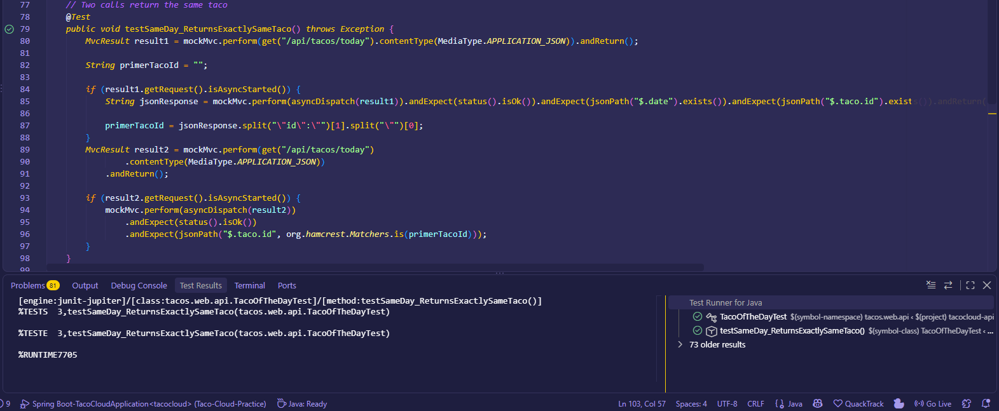 77 // Two calls return the same taco
78 @Test
79 public void testSameDay_ReturnsExactlySameTaco() throws Exception {
80 MvcResult result1 = mockMvc.perform(get("/api/tacos/today").contentType(MediaType.APPLICATION_JSON)).andReturn();
81
82 String primerTacoId = "";
83
84 if (result1.getRequest().isAsyncStarted()) {
85 String jsonResponse = mockMvc.perform(asyncDispatch(result1)).andExpect(status().isOk()).andExpect(jsonPath("$.date").exists()).andExpect(jsonPath("$.taco.id").exists()).andReturn(
86
87 primerTacoId = jsonResponse.split("\"id\":\"")[1].split("\"")[0];
88 }
89 MvcResult result2 = mockMvc.perform(get("/api/tacos/today")
90 .contentType(MediaType.APPLICATION_JSON))
91 .andReturn();
92
93 if (result2.getRequest().isAsyncStarted()) {
94 mockMvc.perform(asyncDispatch(result2))
95 .andExpect(status().isOk())
96 .andExpect(jsonPath("$.taco.id", org.hamcrest.Matchers.is(primerTacoId)));
97 }
98 }
99
Problems 81 Output Debug Console Test Results Terminal Ports
[engine:junit-jupiter]/[class:tacos.web.api.TacoOfTheDayTest]/[method:testSameDay_ReturnsExactlySameTaco()]
%TESTS 3,testSameDay_ReturnsExactlySameTaco(tacos.web.api.TacoOfTheDayTest)
%TESTE 3,testSameDay_ReturnsExactlySameTaco(tacos.web.api.TacoOfTheDayTest)
%RUNTIME7705
Test Runner for Java
TacoOfTheDayTest $(symbol-namespace) tacos.web.api ‹ $(project) tacocloud-api
testSameDay_ReturnsExactlySameTaco() $(symbol-class) TacoOfTheDayTest ‹ ...
73 older results
9 Spring Boot-TacoCloudApplication<tacocloud> (Taco-Cloud-Practice) Java: Ready Ln 103, Col 57 Spaces: 4 UTF-8 CRLF Java QuackTrack Go Live